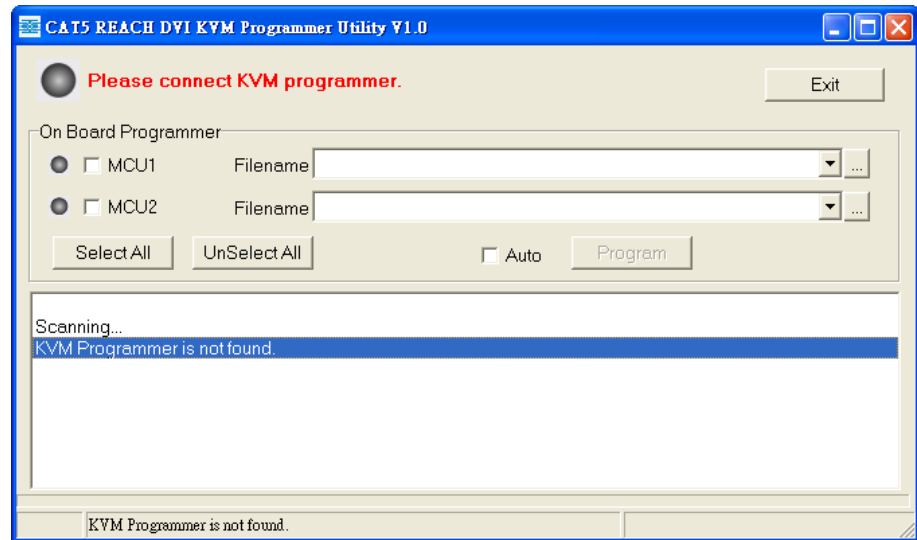 CAT5 REACH DVI KVM Programmer Utility V1.0
Please connect KVM programmer.
Exit
On Board Programmer
MCU1 Filename ...
MCU2 Filename ...
Select All UnSelect All Auto Program
Scanning...
KVM Programmer is not found.
KVM Programmer is not found.